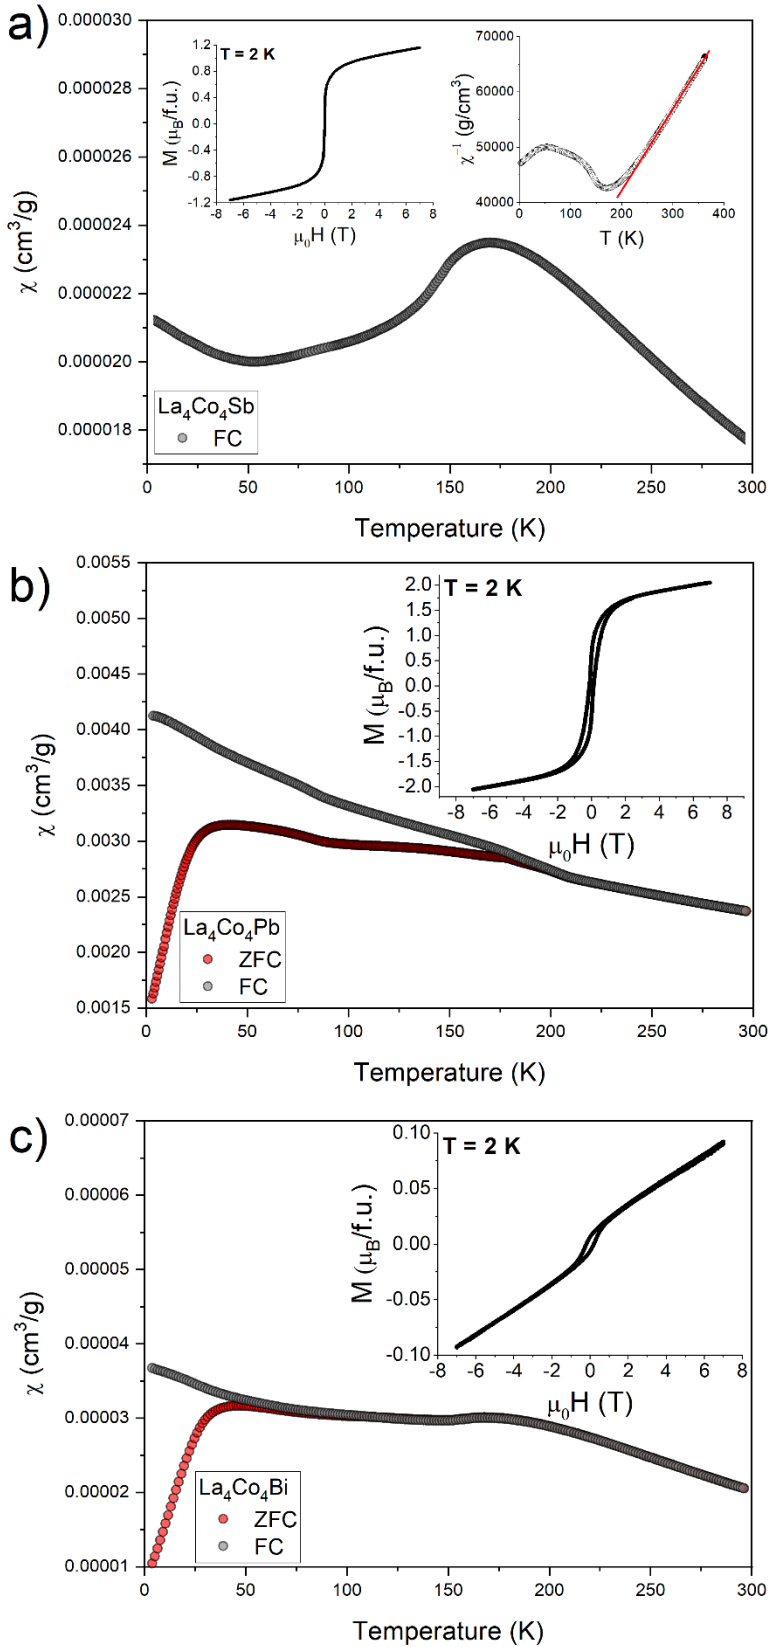 a)
0.000030
0.000028
0.000026
0.000024
0.000022
0.000020
0.000018
χ (cm³/g)
0 50 100 150 200 250 300
Temperature (K)
La₄Co₄Sb
FC
T = 2 K
M (μ_B/f.u.)
1.2
0.8
0.4
0.0
-0.4
-0.8
-1.2
-8 -6 -4 -2 0 2 4 6 8
μ₀H (T)
χ⁻¹ (g/cm³)
70000
60000
50000
40000
0 100 200 300 400
T (K)
b)
0.0055
0.0050
0.0045
0.0040
0.0035
0.0030
0.0025
0.0020
0.0015
χ (cm³/g)
0 50 100 150 200 250 300
Temperature (K)
La₄Co₄Pb
ZFC
FC
T = 2 K
M (μ_B/f.u.)
2.0
1.5
1.0
0.5
0.0
-0.5
-1.0
-1.5
-2.0
-8 -6 -4 -2 0 2 4 6 8
μ₀H (T)
c)
0.00007
0.00006
0.00005
0.00004
0.00003
0.00002
0.00001
χ (cm³/g)
0 50 100 150 200 250 300
Temperature (K)
La₄Co₄Bi
ZFC
FC
T = 2 K
M (μ_B/f.u.)
0.10
0.05
0.00
-0.05
-0.10
-8 -6 -4 -2 0 2 4 6 8
μ₀H (T)